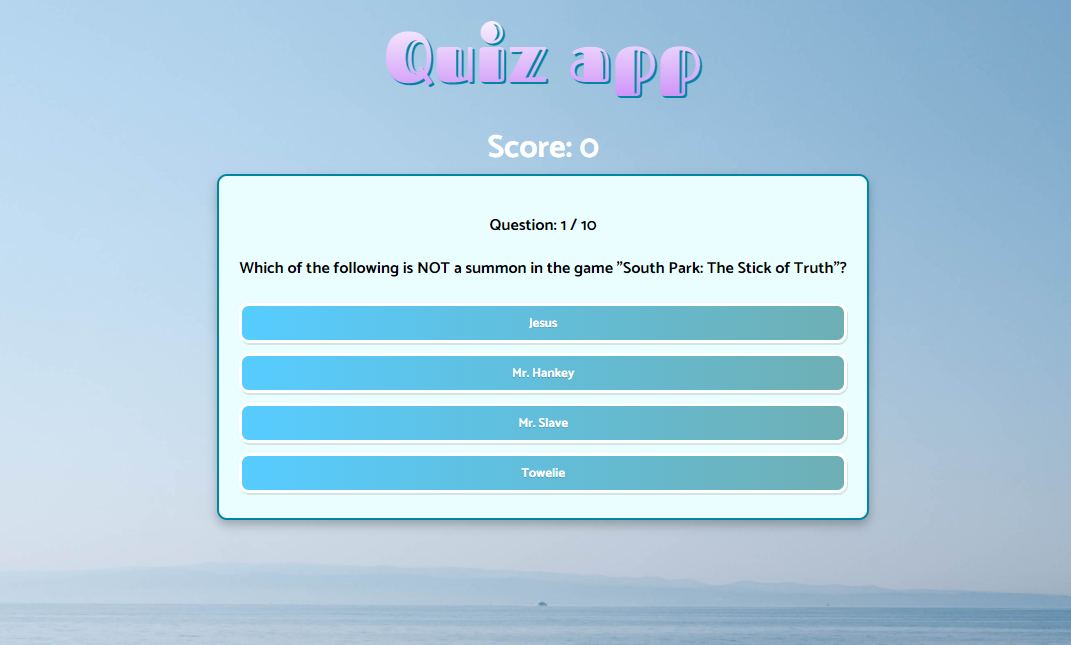 Quiz app
Score: 0
Question: 1 / 10
Which of the following is NOT a summon in the game "South Park: The Stick of Truth"?
Jesus
Mr. Hankey
Mr. Slave
Towelie